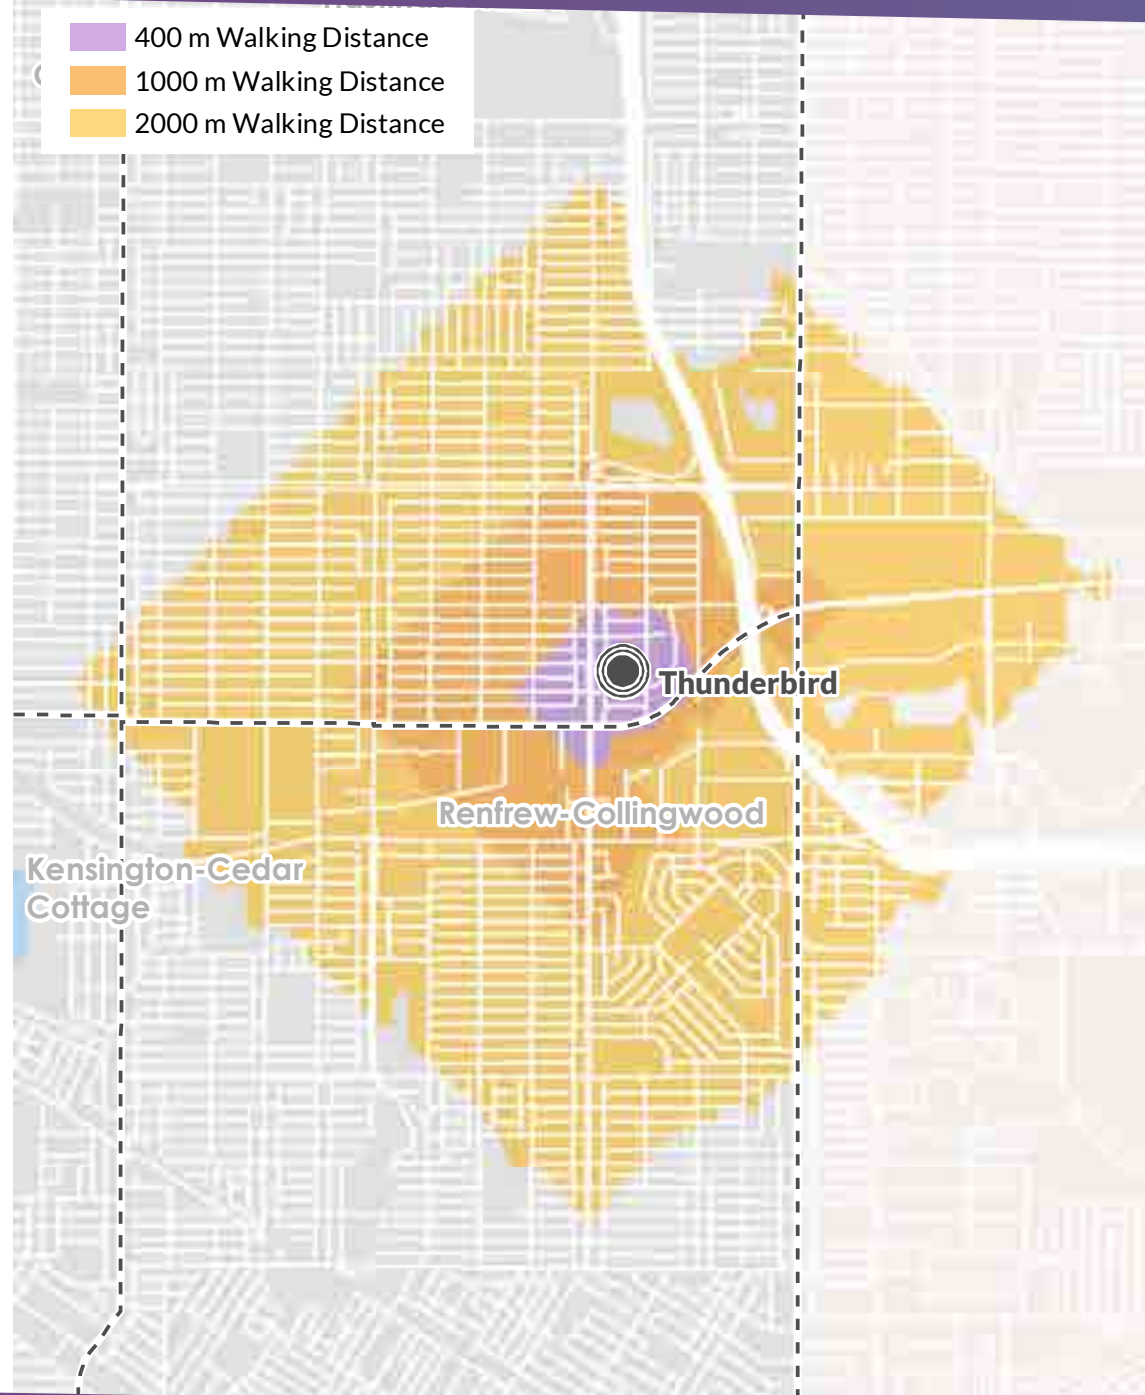 400 m Walking Distance
1000 m Walking Distance
2000 m Walking Distance
Thunderbird
Renfrew-Collingwood
Kensington-Cedar
Cottage